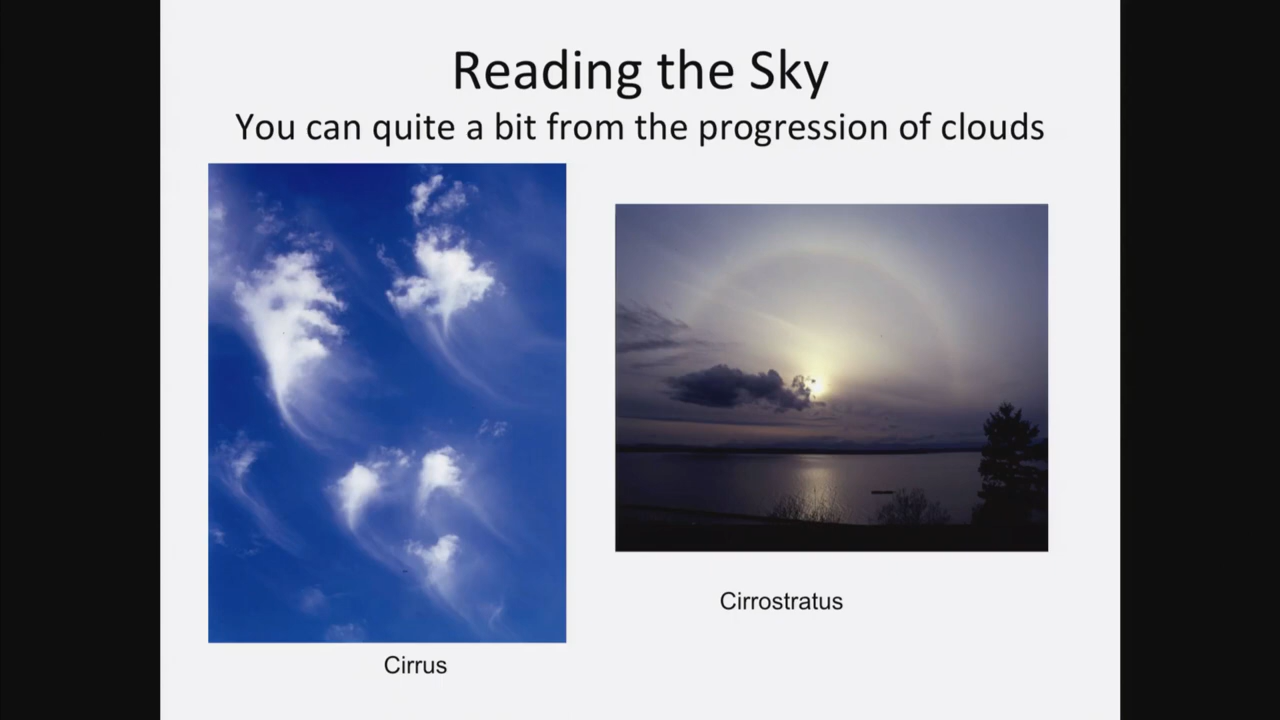 Reading the Sky
You can quite a bit from the progression of clouds
Cirrostratus
Cirrus